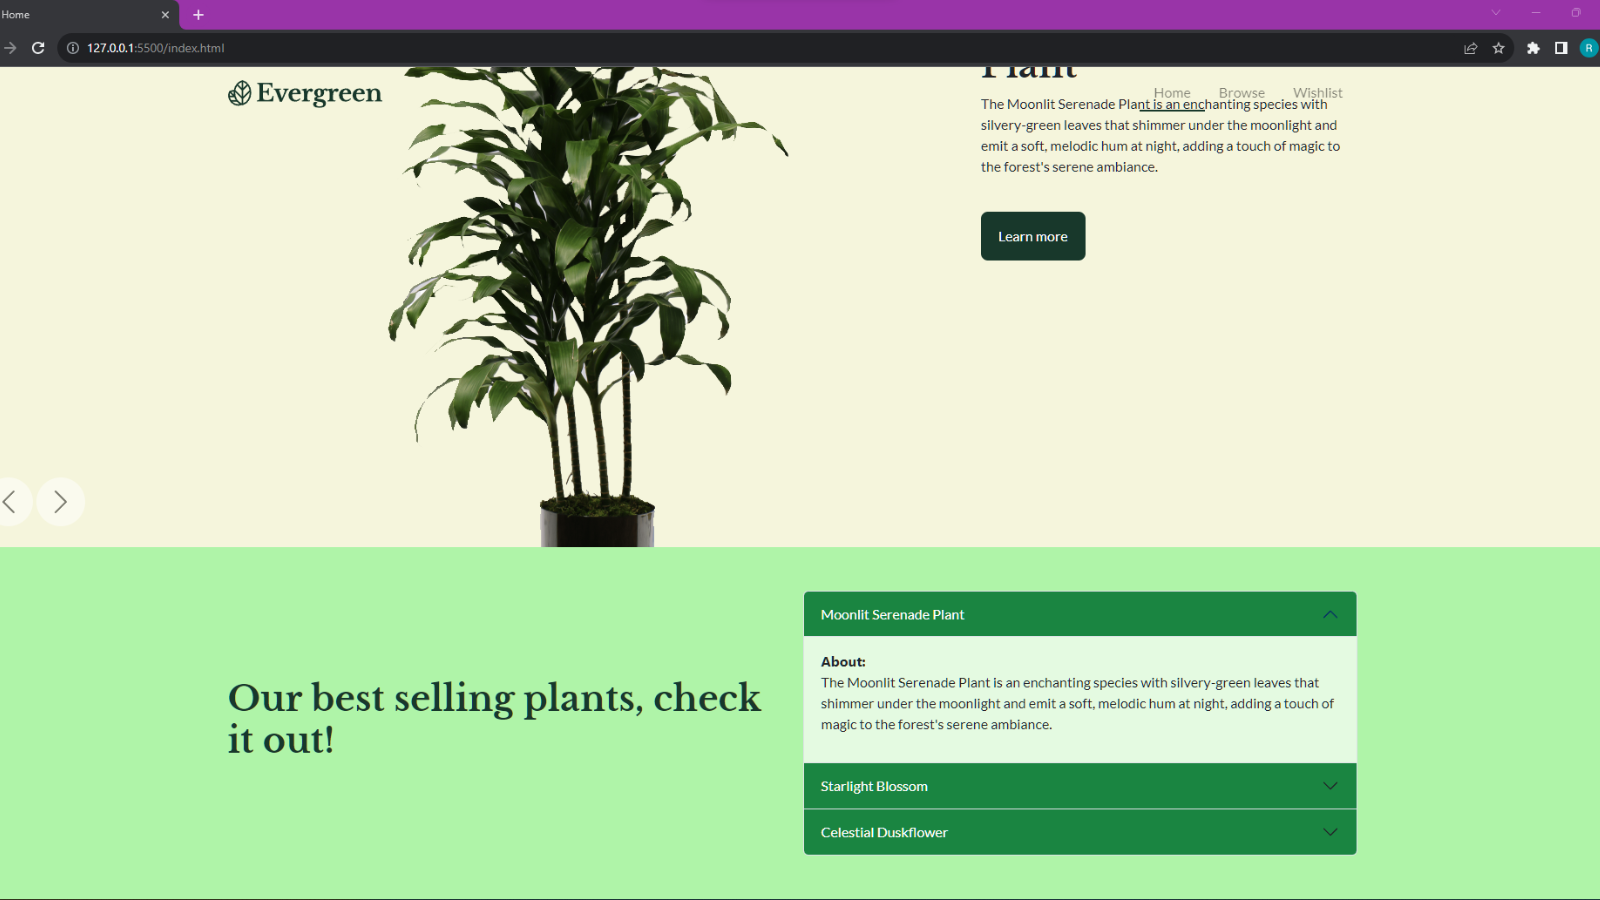 Home
127.0.0.1:5500/index.html
R
Evergreen
Home Browse Wishlist
Plant
The Moonlit Serenade Plant is an enchanting species with
silvery-green leaves that shimmer under the moonlight and
emit a soft, melodic hum at night, adding a touch of magic to
the forest's serene ambiance.
Learn more
Our best selling plants, check
it out!
Moonlit Serenade Plant
About:
The Moonlit Serenade Plant is an enchanting species with silvery-green leaves that
shimmer under the moonlight and emit a soft, melodic hum at night, adding a touch of
magic to the forest's serene ambiance.
Starlight Blossom
Celestial Duskflower